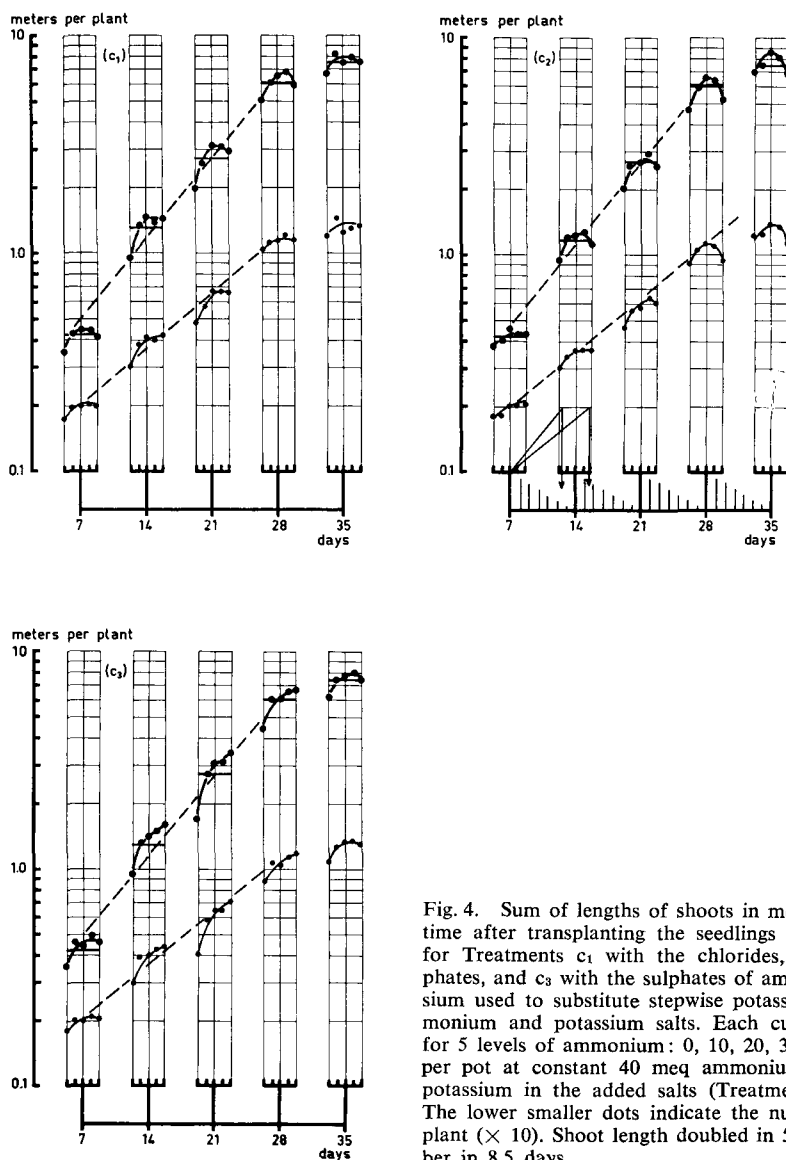 meters per plant
10
(c₁)
1.0
0.1
7 14 21 28 35
days
meters per plant
10
(c₂)
1.0
0.1
7 14 21 28 35
days
meters per plant
10
(c₃)
1.0
0.1
7 14 21 28 35
days
Fig. 4. Sum of lengths of shoots in m
time after transplanting the seedlings
for Treatments c₁ with the chlorides,
phates, and c₃ with the sulphates of am
sium used to substitute stepwise potass
monium and potassium salts. Each cu
for 5 levels of ammonium: 0, 10, 20, 3
per pot at constant 40 meq ammoniu
potassium in the added salts (Treatme
The lower smaller dots indicate the nu
plant (× 10). Shoot length doubled in 5
ber in 8.5 days.